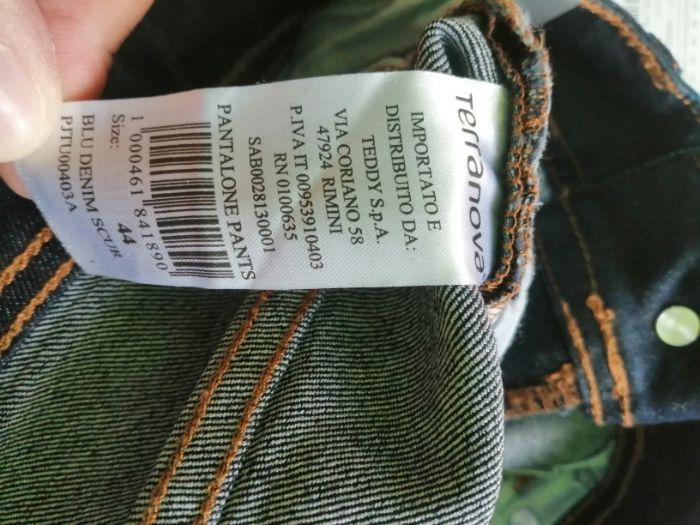 Terranova
IMPORTATO E
DISTRIBUITO DA:
TEDDY S.p.A.
VIA CORIANO 58
47924 RIMINI
P.IVA IT 00953910403
RN 0100635
SAB0028130001
PANTALONE PANTS
1 000461 841890
Size: 44
BLU DENIM SCUR
PJTU00403A